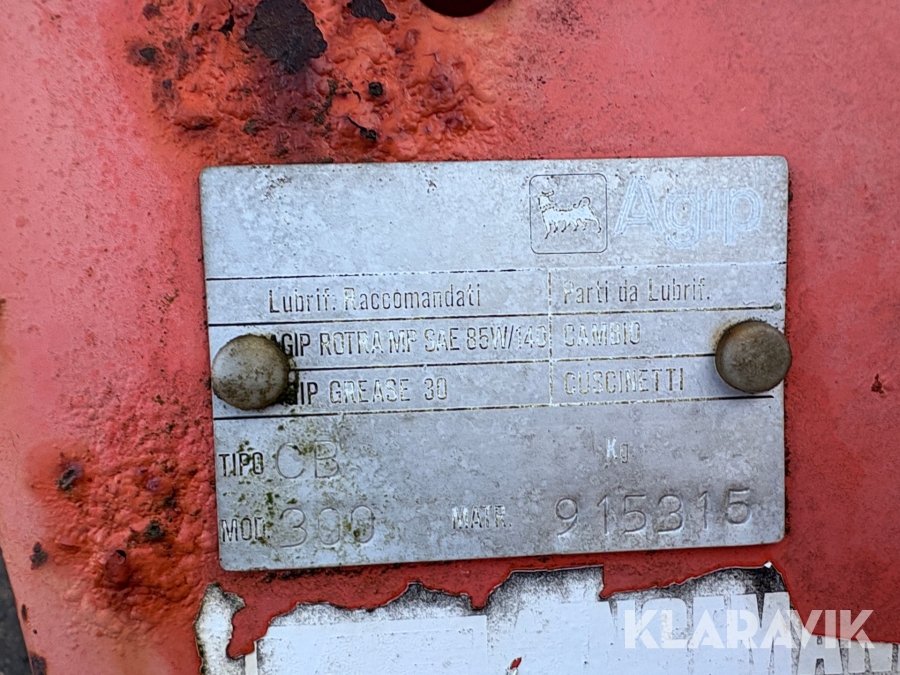 Agip
Lubrif. Raccomandati Parti da Lubrif.
AGIP ROTRA MP SAE 85W/140 CAMBIO
IP GREASE 30 CUSCINETTI
TIPO CB Kg
MOD. 300 MATR. 915315
KLARAVIK